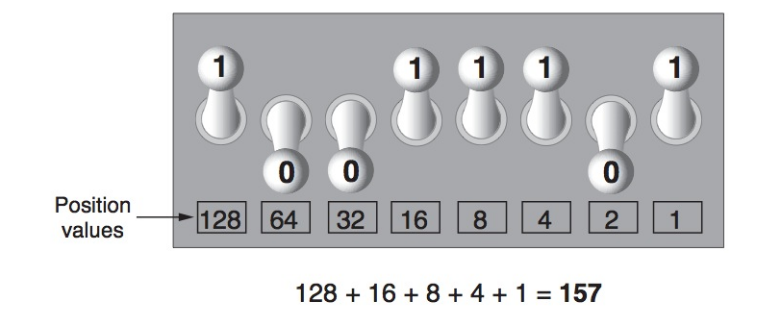 1 1 1 1 1
0 0 0
Position
values
128 64 32 16 8 4 2 1
128 + 16 + 8 + 4 + 1 = 157